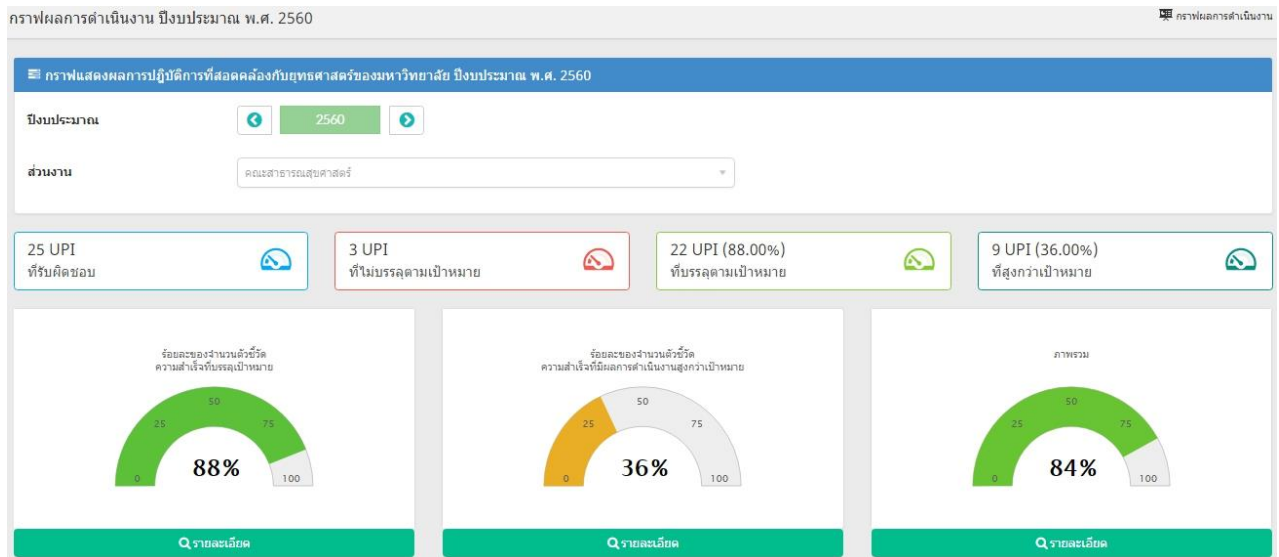 กราฟผลการดำเนินงาน ปีงบประมาณ พ.ศ. 2560
กราฟผลการดำเนินงาน
กราฟแสดงผลการปฏิบัติการที่สอดคล้องกับยุทธศาสตร์ของมหาวิทยาลัย ปีงบประมาณ พ.ศ. 2560
ปีงบประมาณ
2560
ส่วนงาน
คณะสาธารณสุขศาสตร์
25 UPI
ที่รับผิดชอบ
3 UPI
ที่ไม่บรรลุตามเป้าหมาย
22 UPI (88.00%)
ที่บรรลุตามเป้าหมาย
9 UPI (36.00%)
ที่สูงกว่าเป้าหมาย
ร้อยละของจำนวนตัวชี้วัด
ความสำเร็จที่บรรลุเป้าหมาย
0
25
50
75
100
88%
รายละเอียด
ร้อยละของจำนวนตัวชี้วัด
ความสำเร็จที่มีผลการดำเนินงานสูงกว่าเป้าหมาย
0
25
50
75
100
36%
รายละเอียด
ภาพรวม
0
25
50
75
100
84%
รายละเอียด